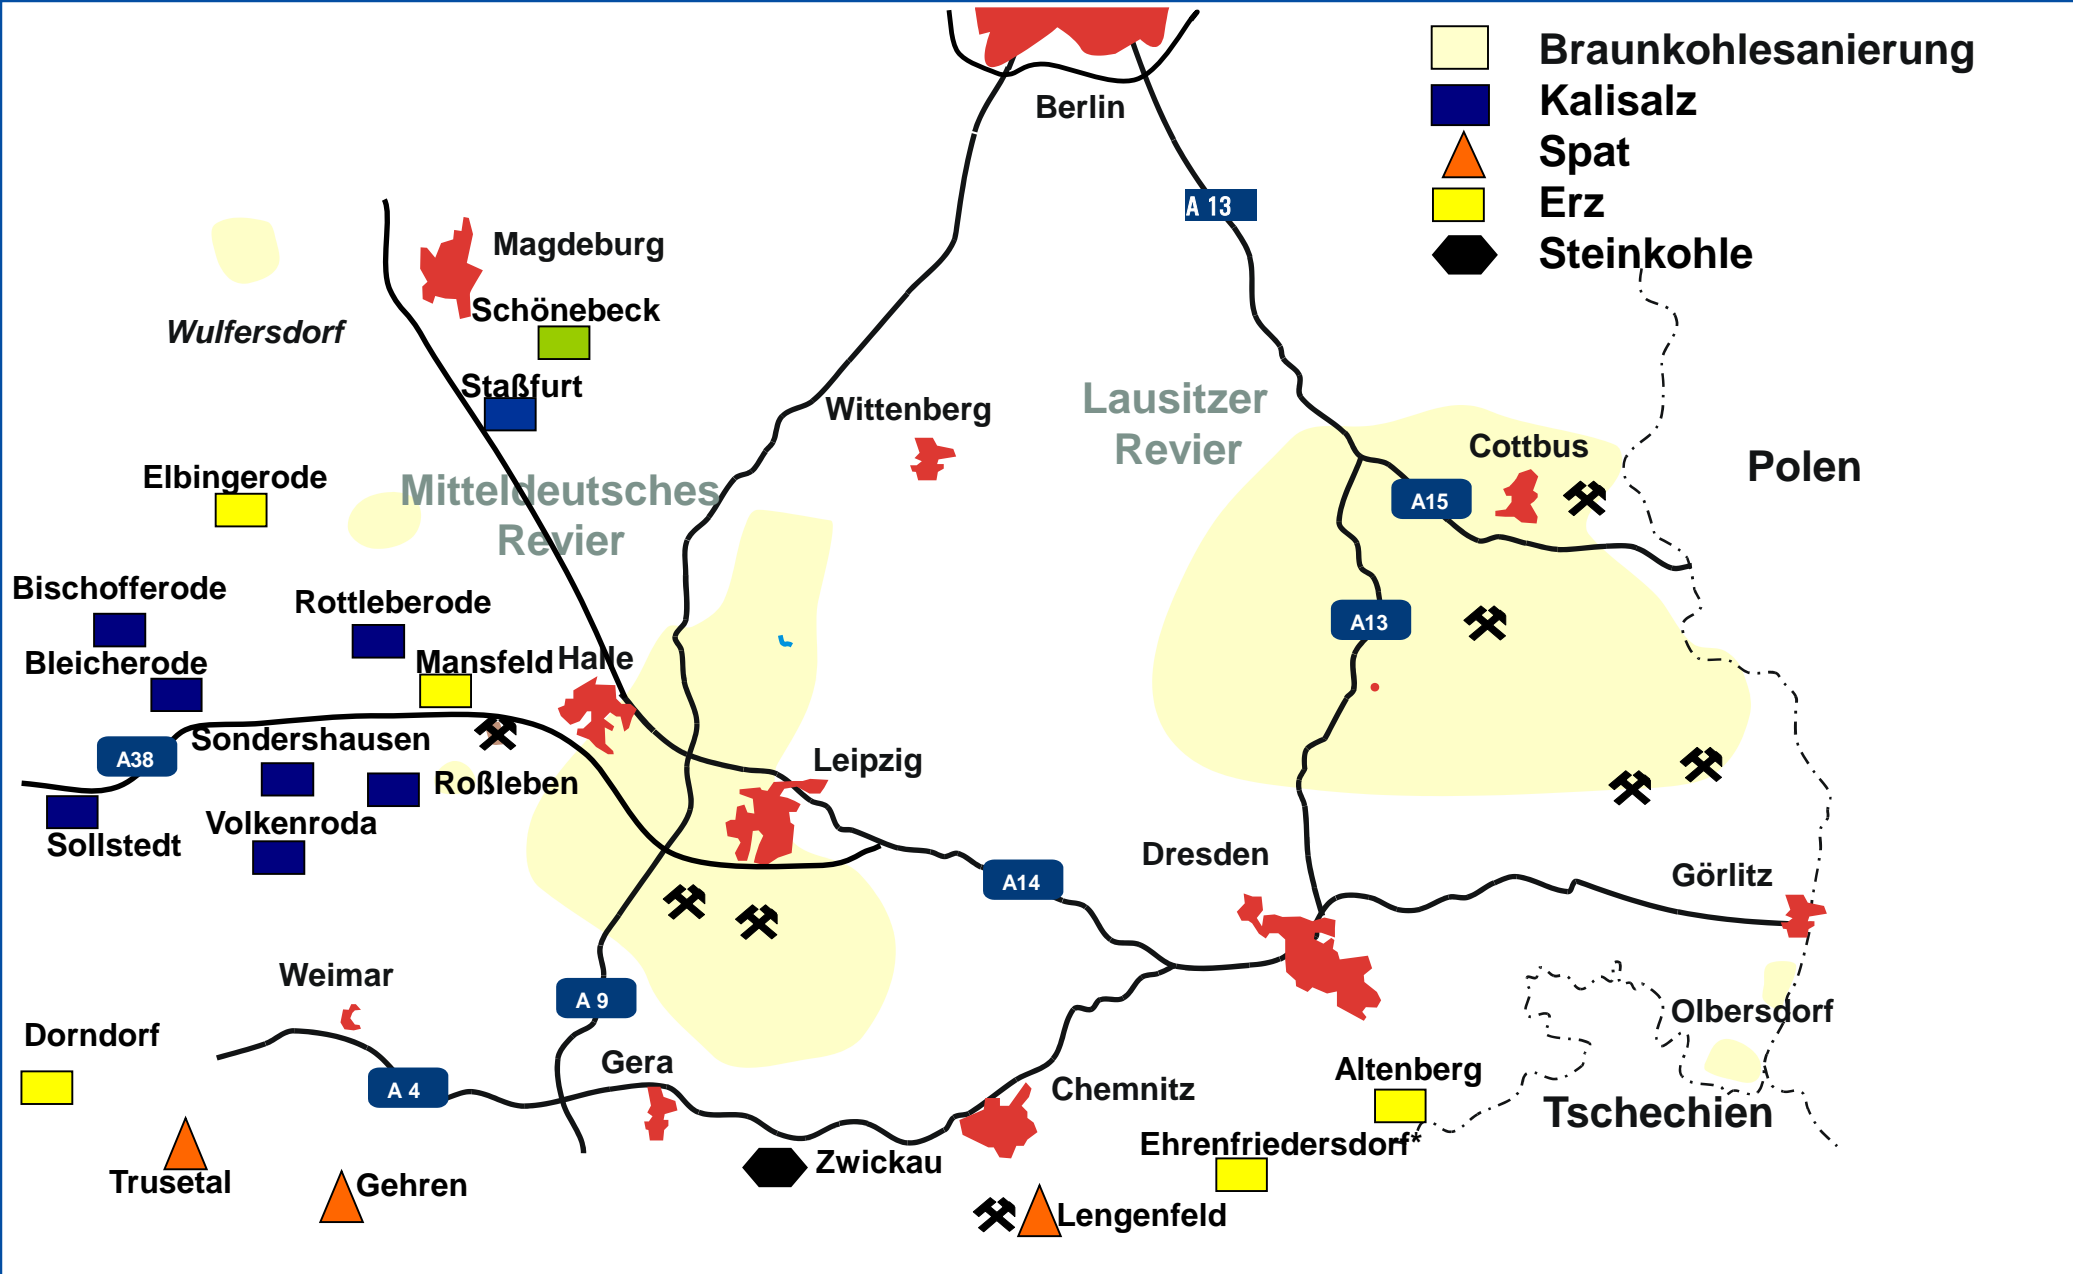 Braunkohlesanierung
Kalisalz
Spat
Erz
Steinkohle
Berlin
A 13
Magdeburg
Schönebeck
Wulfersdorf
Staßfurt
Wittenberg
Lausitzer
Revier
Cottbus
Polen
Elbingerode
Mitteldeutsches
Revier
A15
Bischofferode
Rottleberode
A13
Bleicherode
Mansfeld
Halle
Sondershausen
A38
Leipzig
Roßleben
Volkenroda
Sollstedt
Dresden
A14
Görlitz
Weimar
A 9
Olbersdorf
Dorndorf
Gera
Altenberg
A 4
Chemnitz
Tschechien
Ehrenfriedersdorf*
Zwickau
Trusetal
Gehren
Lengenfeld